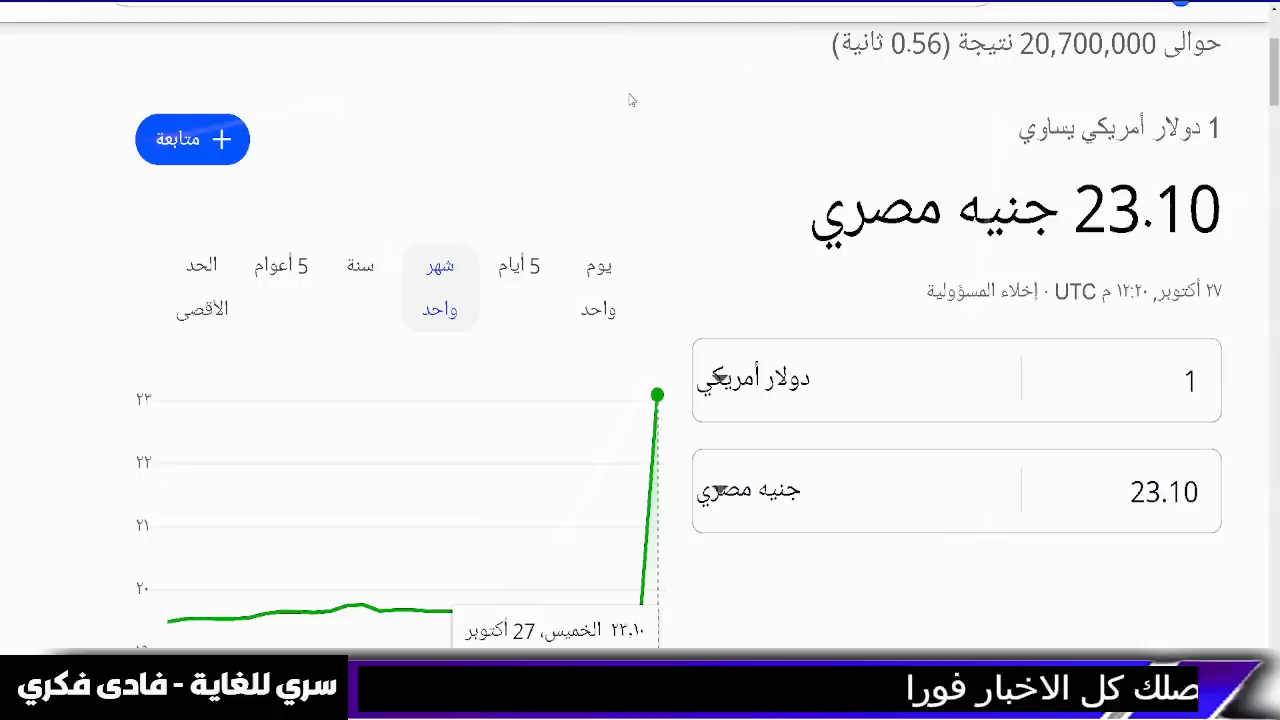 حوالى 20,700,000 نتيجة (0.56 ثانية)
1 دولار أمريكي يساوي
متابعة
23.10 جنيه مصري
٢٧ أكتوبر, ١٢:٢٠ م UTC · إخلاء المسؤولية
يوم واحد
5 أيام
شهر واحد
سنة
5 أعوام
الحد الأقصى
1
دولار أمريكي
23.10
جنيه مصري
٢٣
٢٢
٢١
٢٠
٢٣,١٠ الخميس، 27 أكتوبر
صلك كل الاخبار فورا
سري للغاية - فادى فكري